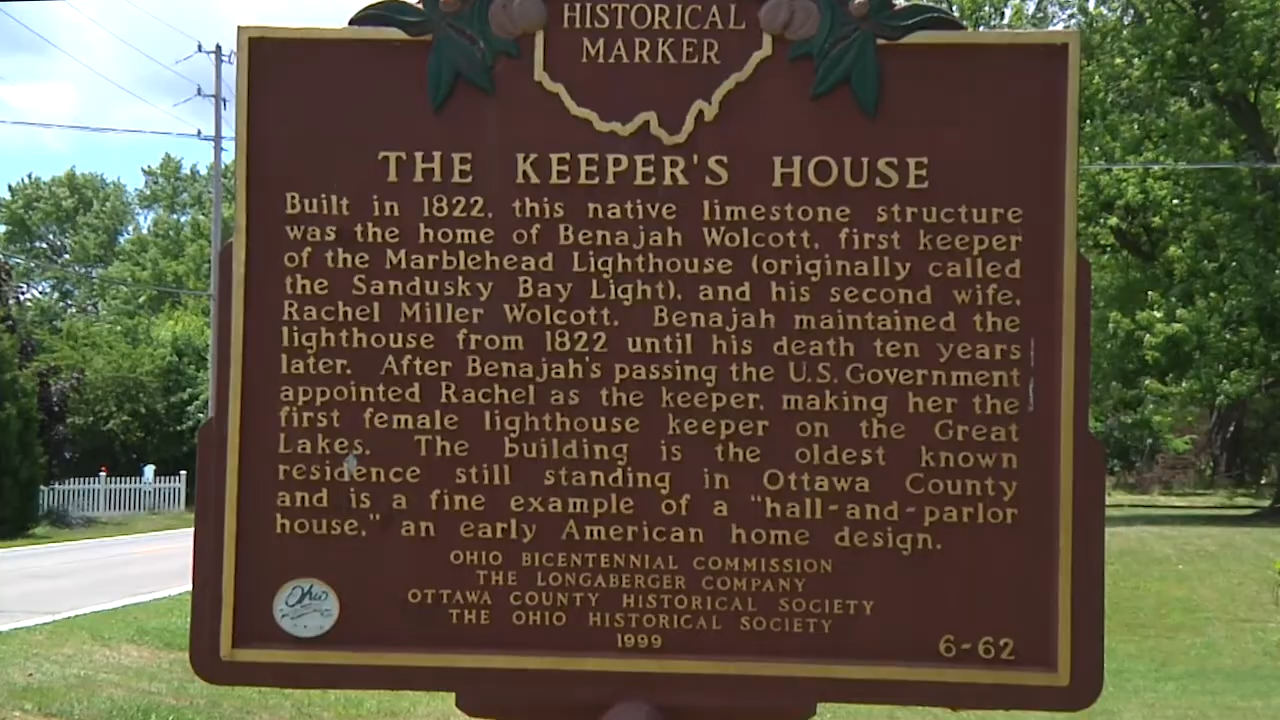 HISTORICAL
MARKER
THE KEEPER'S HOUSE
Built in 1822, this native limestone structure
was the home of Benajah Wolcott, first keeper
of the Marblehead Lighthouse (originally called
the Sandusky Bay Light), and his second wife,
Rachel Miller Wolcott. Benajah maintained the
lighthouse from 1822 until his death ten years
later. After Benajah's passing the U.S. Government
appointed Rachel as the keeper, making her the
first female lighthouse keeper on the Great
Lakes. The building is the oldest known
residence still standing in Ottawa County
and is a fine example of a "hall-and-parlor
house," an early American home design.
OHIO BICENTENNIAL COMMISSION
THE LONGABERGER COMPANY
OTTAWA COUNTY HISTORICAL SOCIETY
THE OHIO HISTORICAL SOCIETY
1999
6-62
Ohio